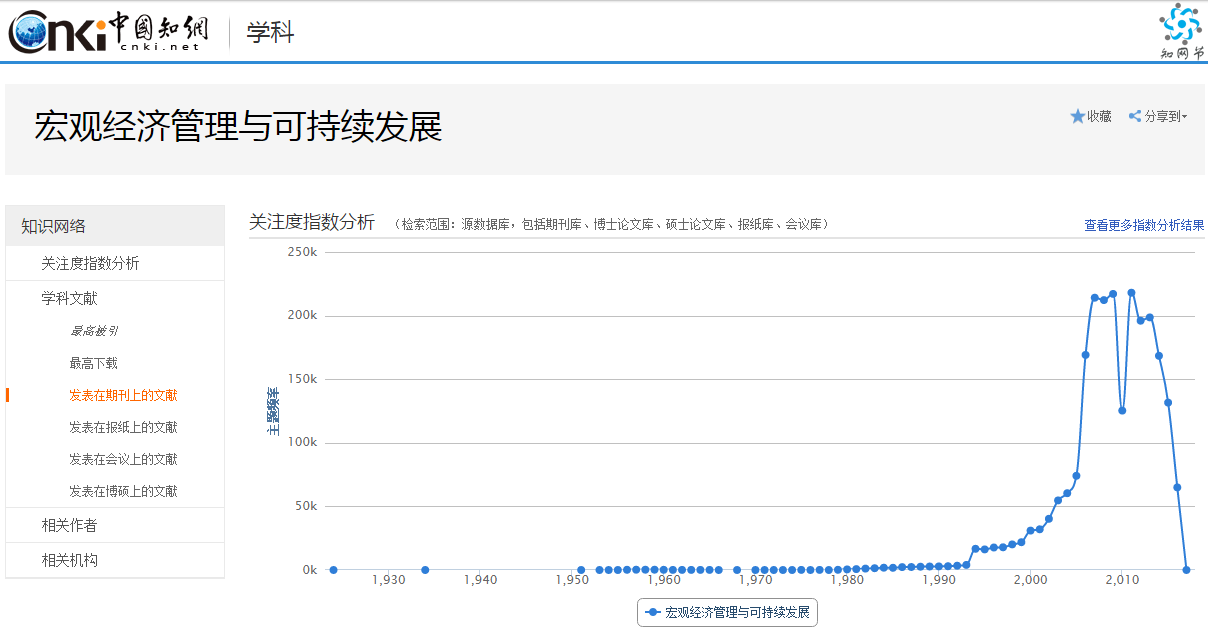 Cnki中國知網
cnki.net
学科
知网节
宏观经济管理与可持续发展
收藏 分享到
知识网络
关注度指数分析
学科文献
最高被引
最高下载
发表在期刊上的文献
发表在报纸上的文献
发表在会议上的文献
发表在博硕上的文献
相关作者
相关机构
关注度指数分析 （检索范围：源数据库，包括期刊库、博士论文库、硕士论文库、报纸库、会议库）
查看更多指数分析结果
250k
200k
150k
100k
50k
0k
主题频率
1,930 1,940 1,950 1,960 1,970 1,980 1,990 2,000 2,010
宏观经济管理与可持续发展